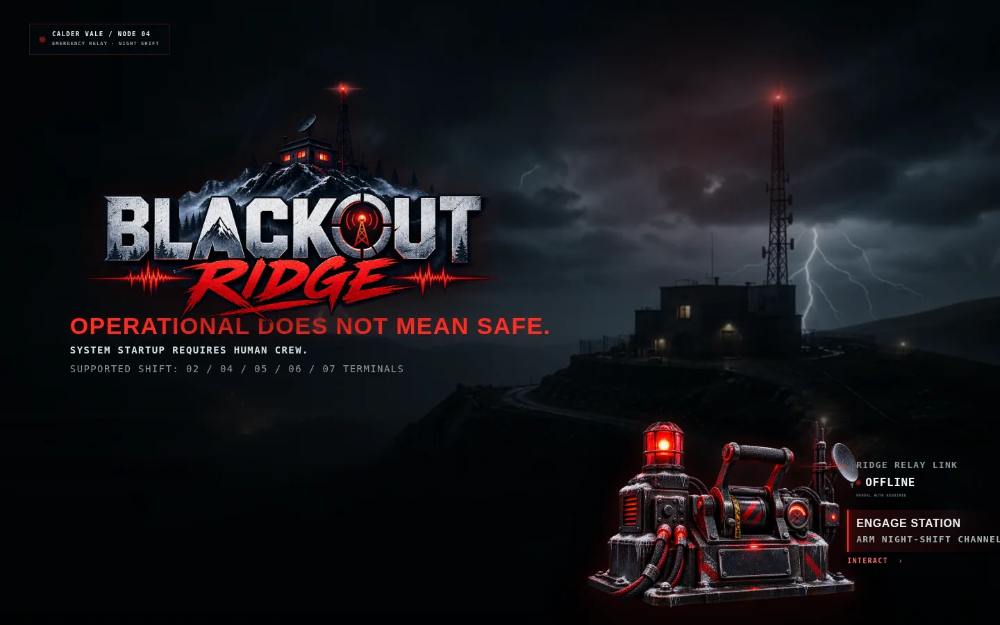 CALDER VALE / NODE 04
EMERGENCY RELAY · NIGHT SHIFT
BLACKOUT
RIDGE
OPERATIONAL DOES NOT MEAN SAFE.
SYSTEM STARTUP REQUIRES HUMAN CREW.
SUPPORTED SHIFT: 02 / 04 / 05 / 06 / 07 TERMINALS
RIDGE RELAY LINK
OFFLINE
MANUAL AUTH REQUIRED
ENGAGE STATION
ARM NIGHT-SHIFT CHANNEL
INTERACT ›